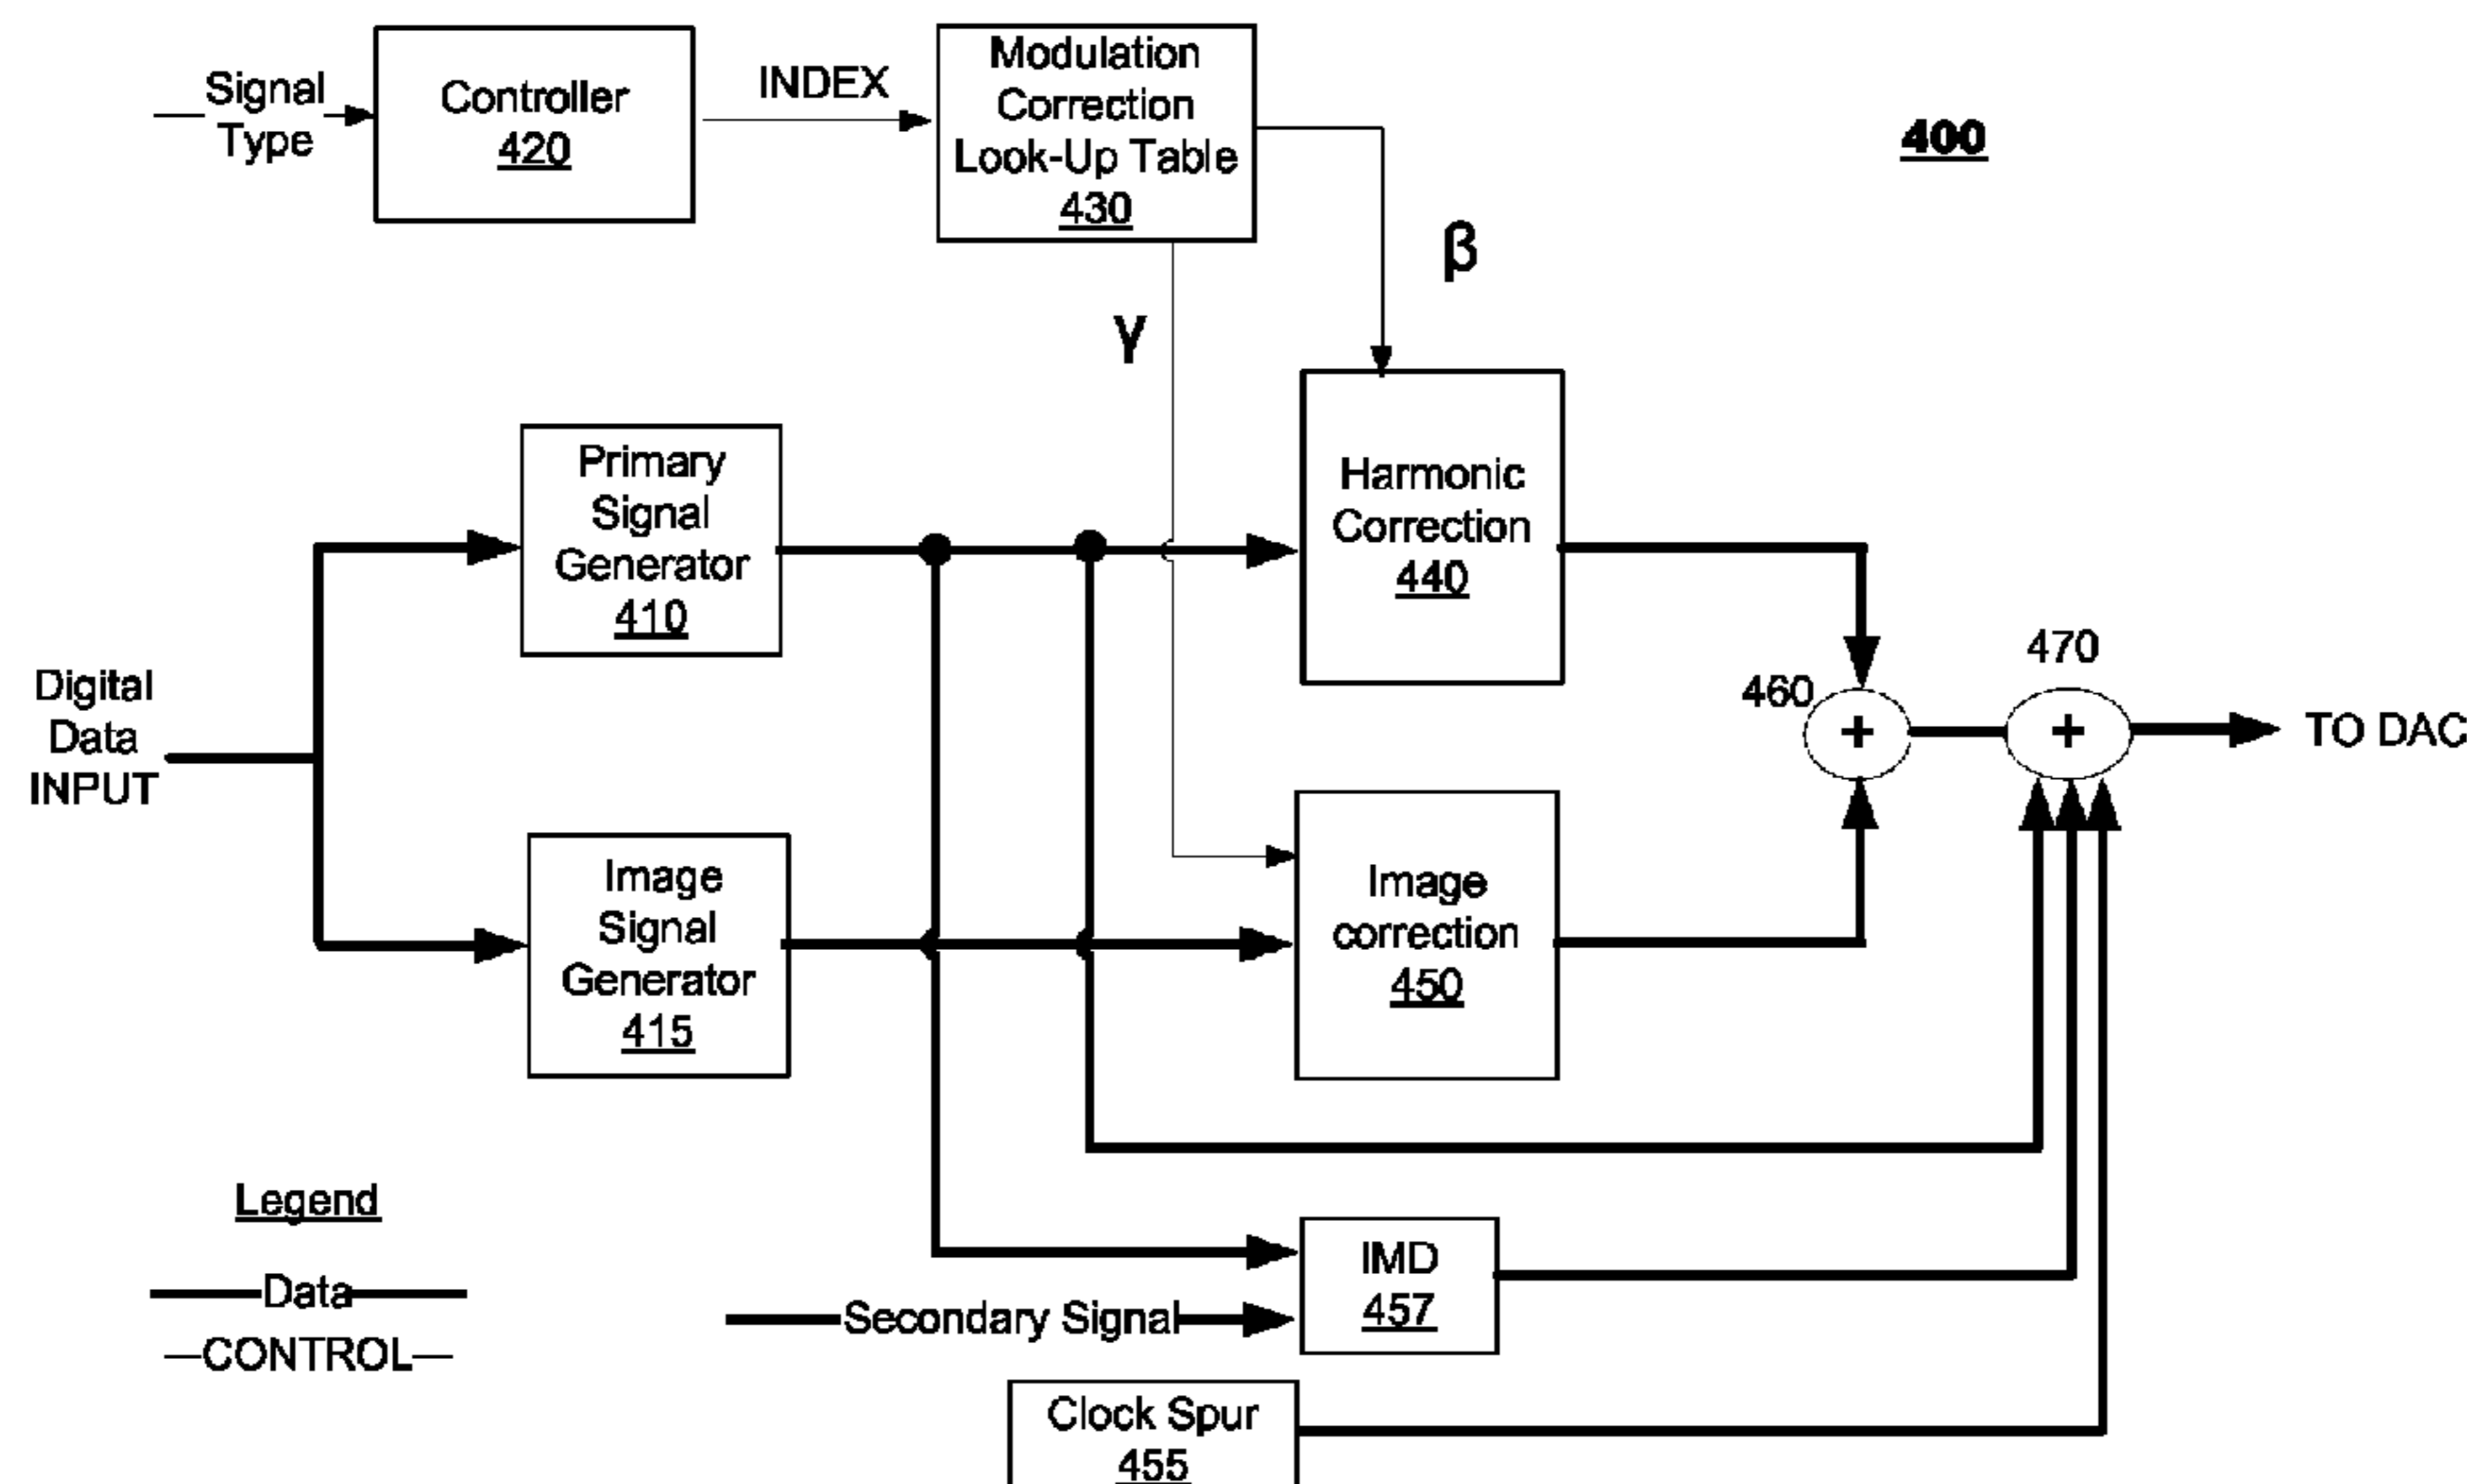 Signal
Type
Controller
420
INDEX
Modulation
Correction
Look-Up Table
430
400
β
γ
Primary
Signal
Generator
410
Harmonic
Correction
440
Digital
Data
INPUT
460
+
470
+
TO DAC
Image
Signal
Generator
415
Image
correction
450
Legend
Data
CONTROL
IMD
457
Secondary Signal
Clock Spur
455